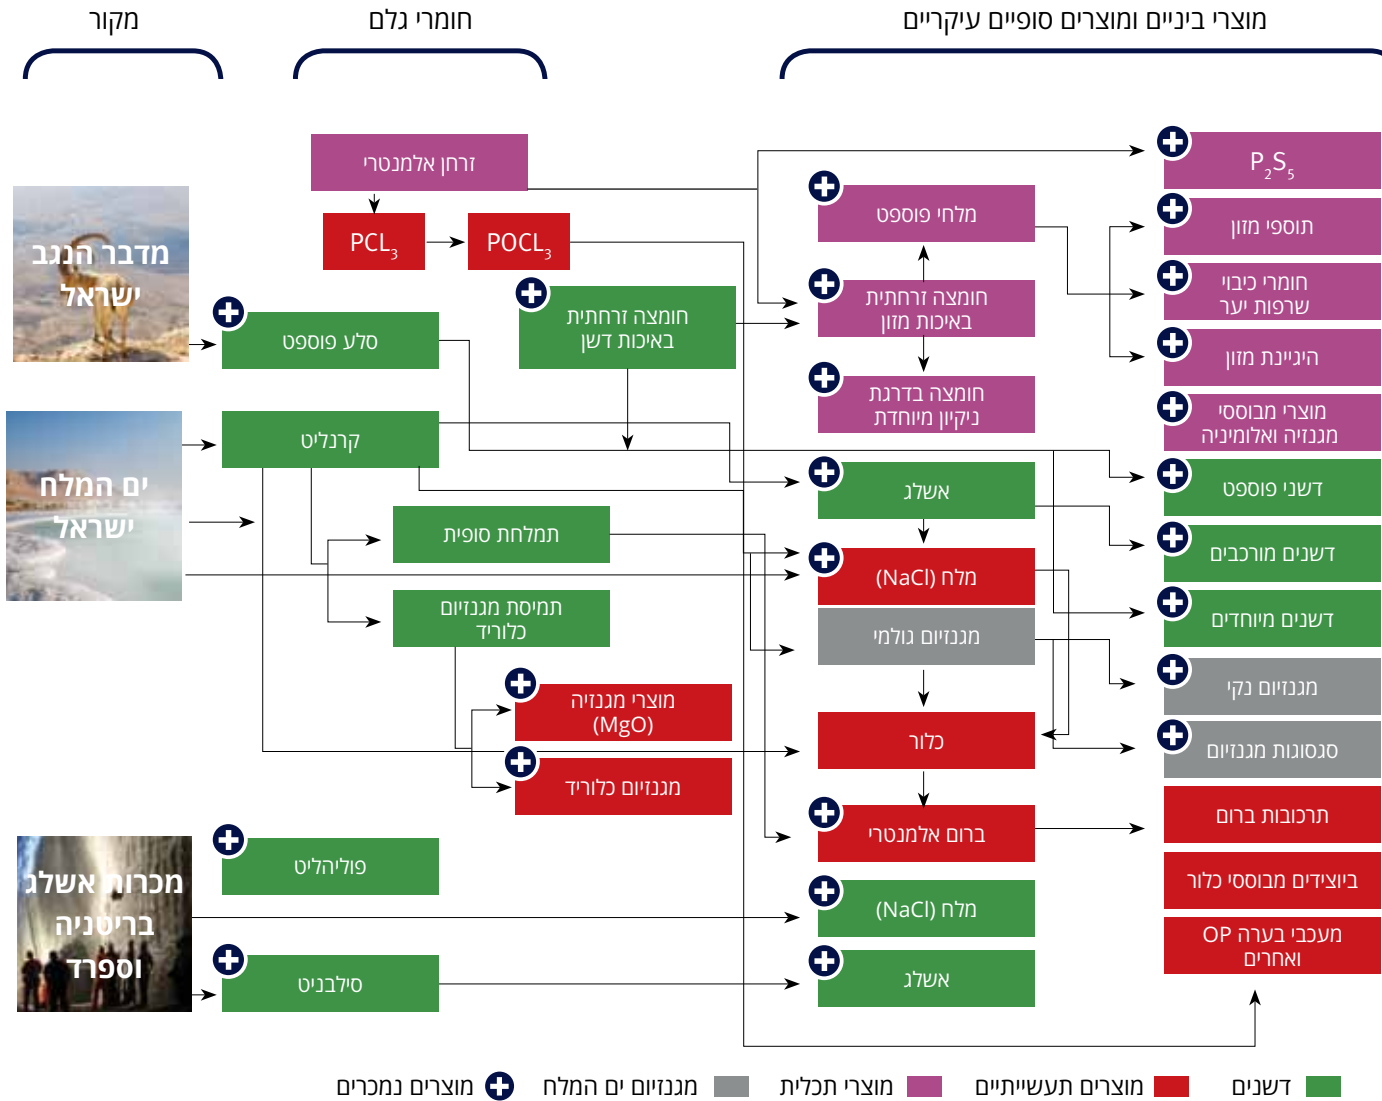 מקור
חומרי גלם
מוצרי ביניים ומוצרים סופיים עיקריים
מדבר הנגב
ישראל
ים המלח
ישראל
מכרות אשלג
בריטניה
וספרד
זרחן אלמנטרי
PCL₃
POCL₃
סלע פוספט
חומצה זרחתית
באיכות דשן
קרנליט
תמלחת סופית
תמיסת מגנזיום
כלוריד
מוצרי מגנזיה
(MgO)
מגנזיום כלוריד
פוליהליט
סילבניט
מלחי פוספט
חומצה זרחתית
באיכות מזון
חומצה בדרגת
ניקיון מיוחדת
אשלג
מלח (NaCl)
מגנזיום גולמי
כלור
ברום אלמנטרי
מלח (NaCl)
אשלג
P₂S₅
תוספי מזון
חומרי כיבוי
שרפות יער
היגיינת מזון
מוצרי מבוססי
מגנזיה ואלומיניה
דשני פוספט
דשנים מורכבים
דשנים מיוחדים
מגנזיום נקי
סגסוגות מגנזיום
תרכובות ברום
ביוצידים מבוססי כלור
מעכבי בערה OP
ואחרים
דשנים
מוצרים תעשייתיים
מוצרי תכלית
מגנזיום ים המלח
מוצרים נמכרים